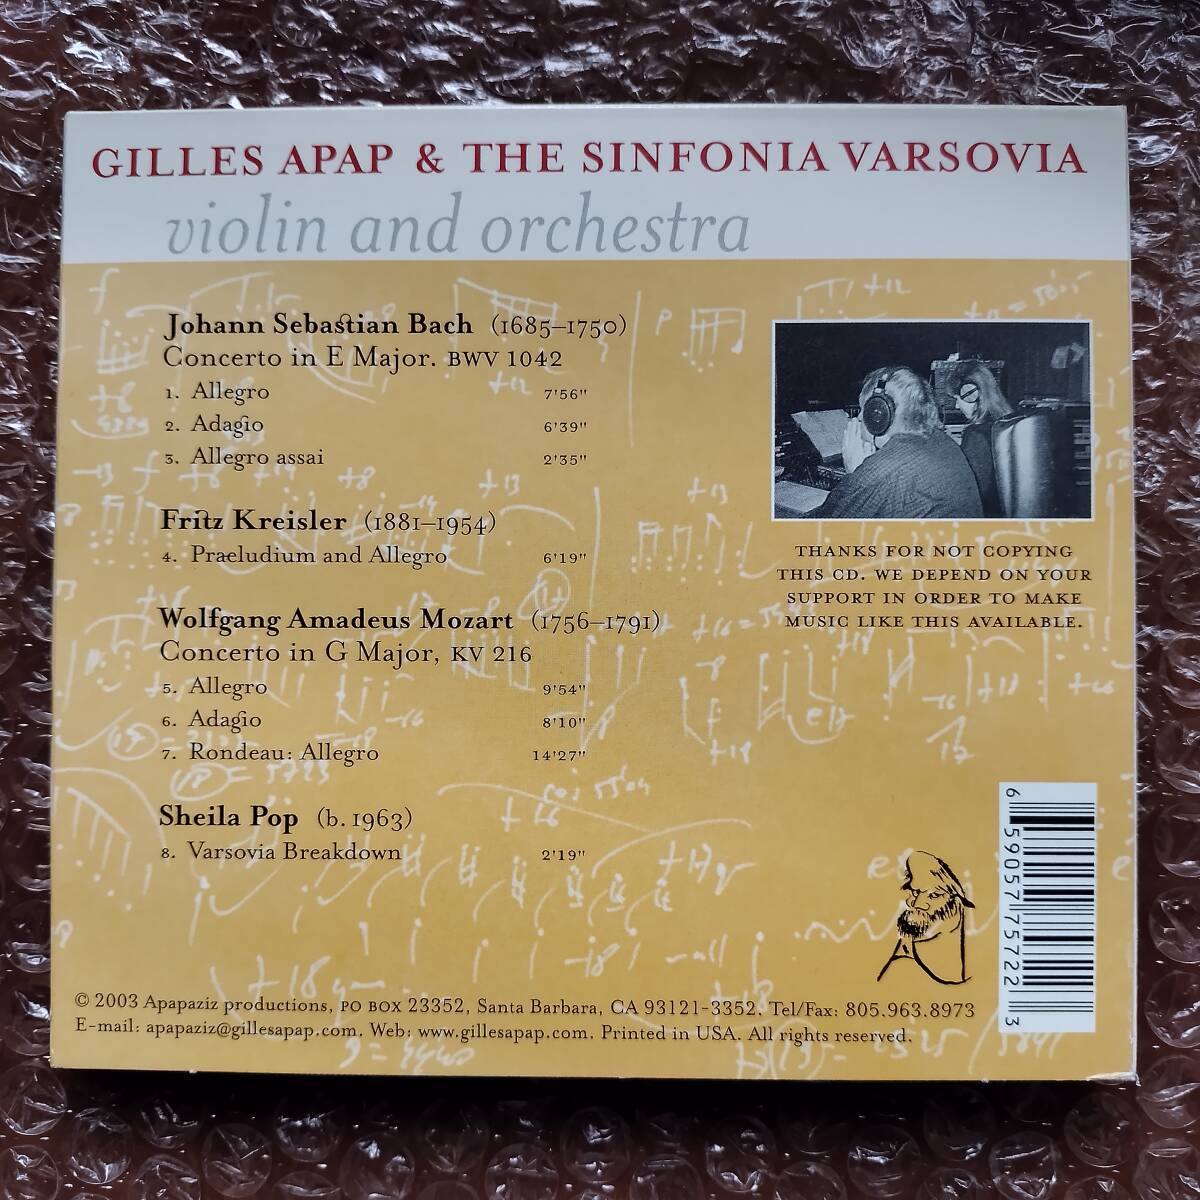 GILLES APAP & THE SINFONIA VARSOVIA
violin and orchestra
Johann Sebastian Bach (1685–1750)
Concerto in E Major. BWV 1042
1. Allegro 7'56"
2. Adagio 6'39"
3. Allegro assai 2'35"
Fritz Kreisler (1881–1954)
4. Praeludium and Allegro 6'19"
Wolfgang Amadeus Mozart (1756–1791)
Concerto in G Major, KV 216
5. Allegro 9'54"
6. Adagio 8'10"
7. Rondeau: Allegro 14'27"
Sheila Pop (b. 1963)
8. Varsovia Breakdown 2'19"
THANKS FOR NOT COPYING
THIS CD. WE DEPEND ON YOUR
SUPPORT IN ORDER TO MAKE
MUSIC LIKE THIS AVAILABLE.
6 59057 75722 3
© 2003 Apapaziz productions, PO BOX 23352, Santa Barbara, CA 93121-3352. Tel/Fax: 805.963.8973
E-mail: apapaziz@gillesapap.com. Web: www.gillesapap.com. Printed in USA. All rights reserved.